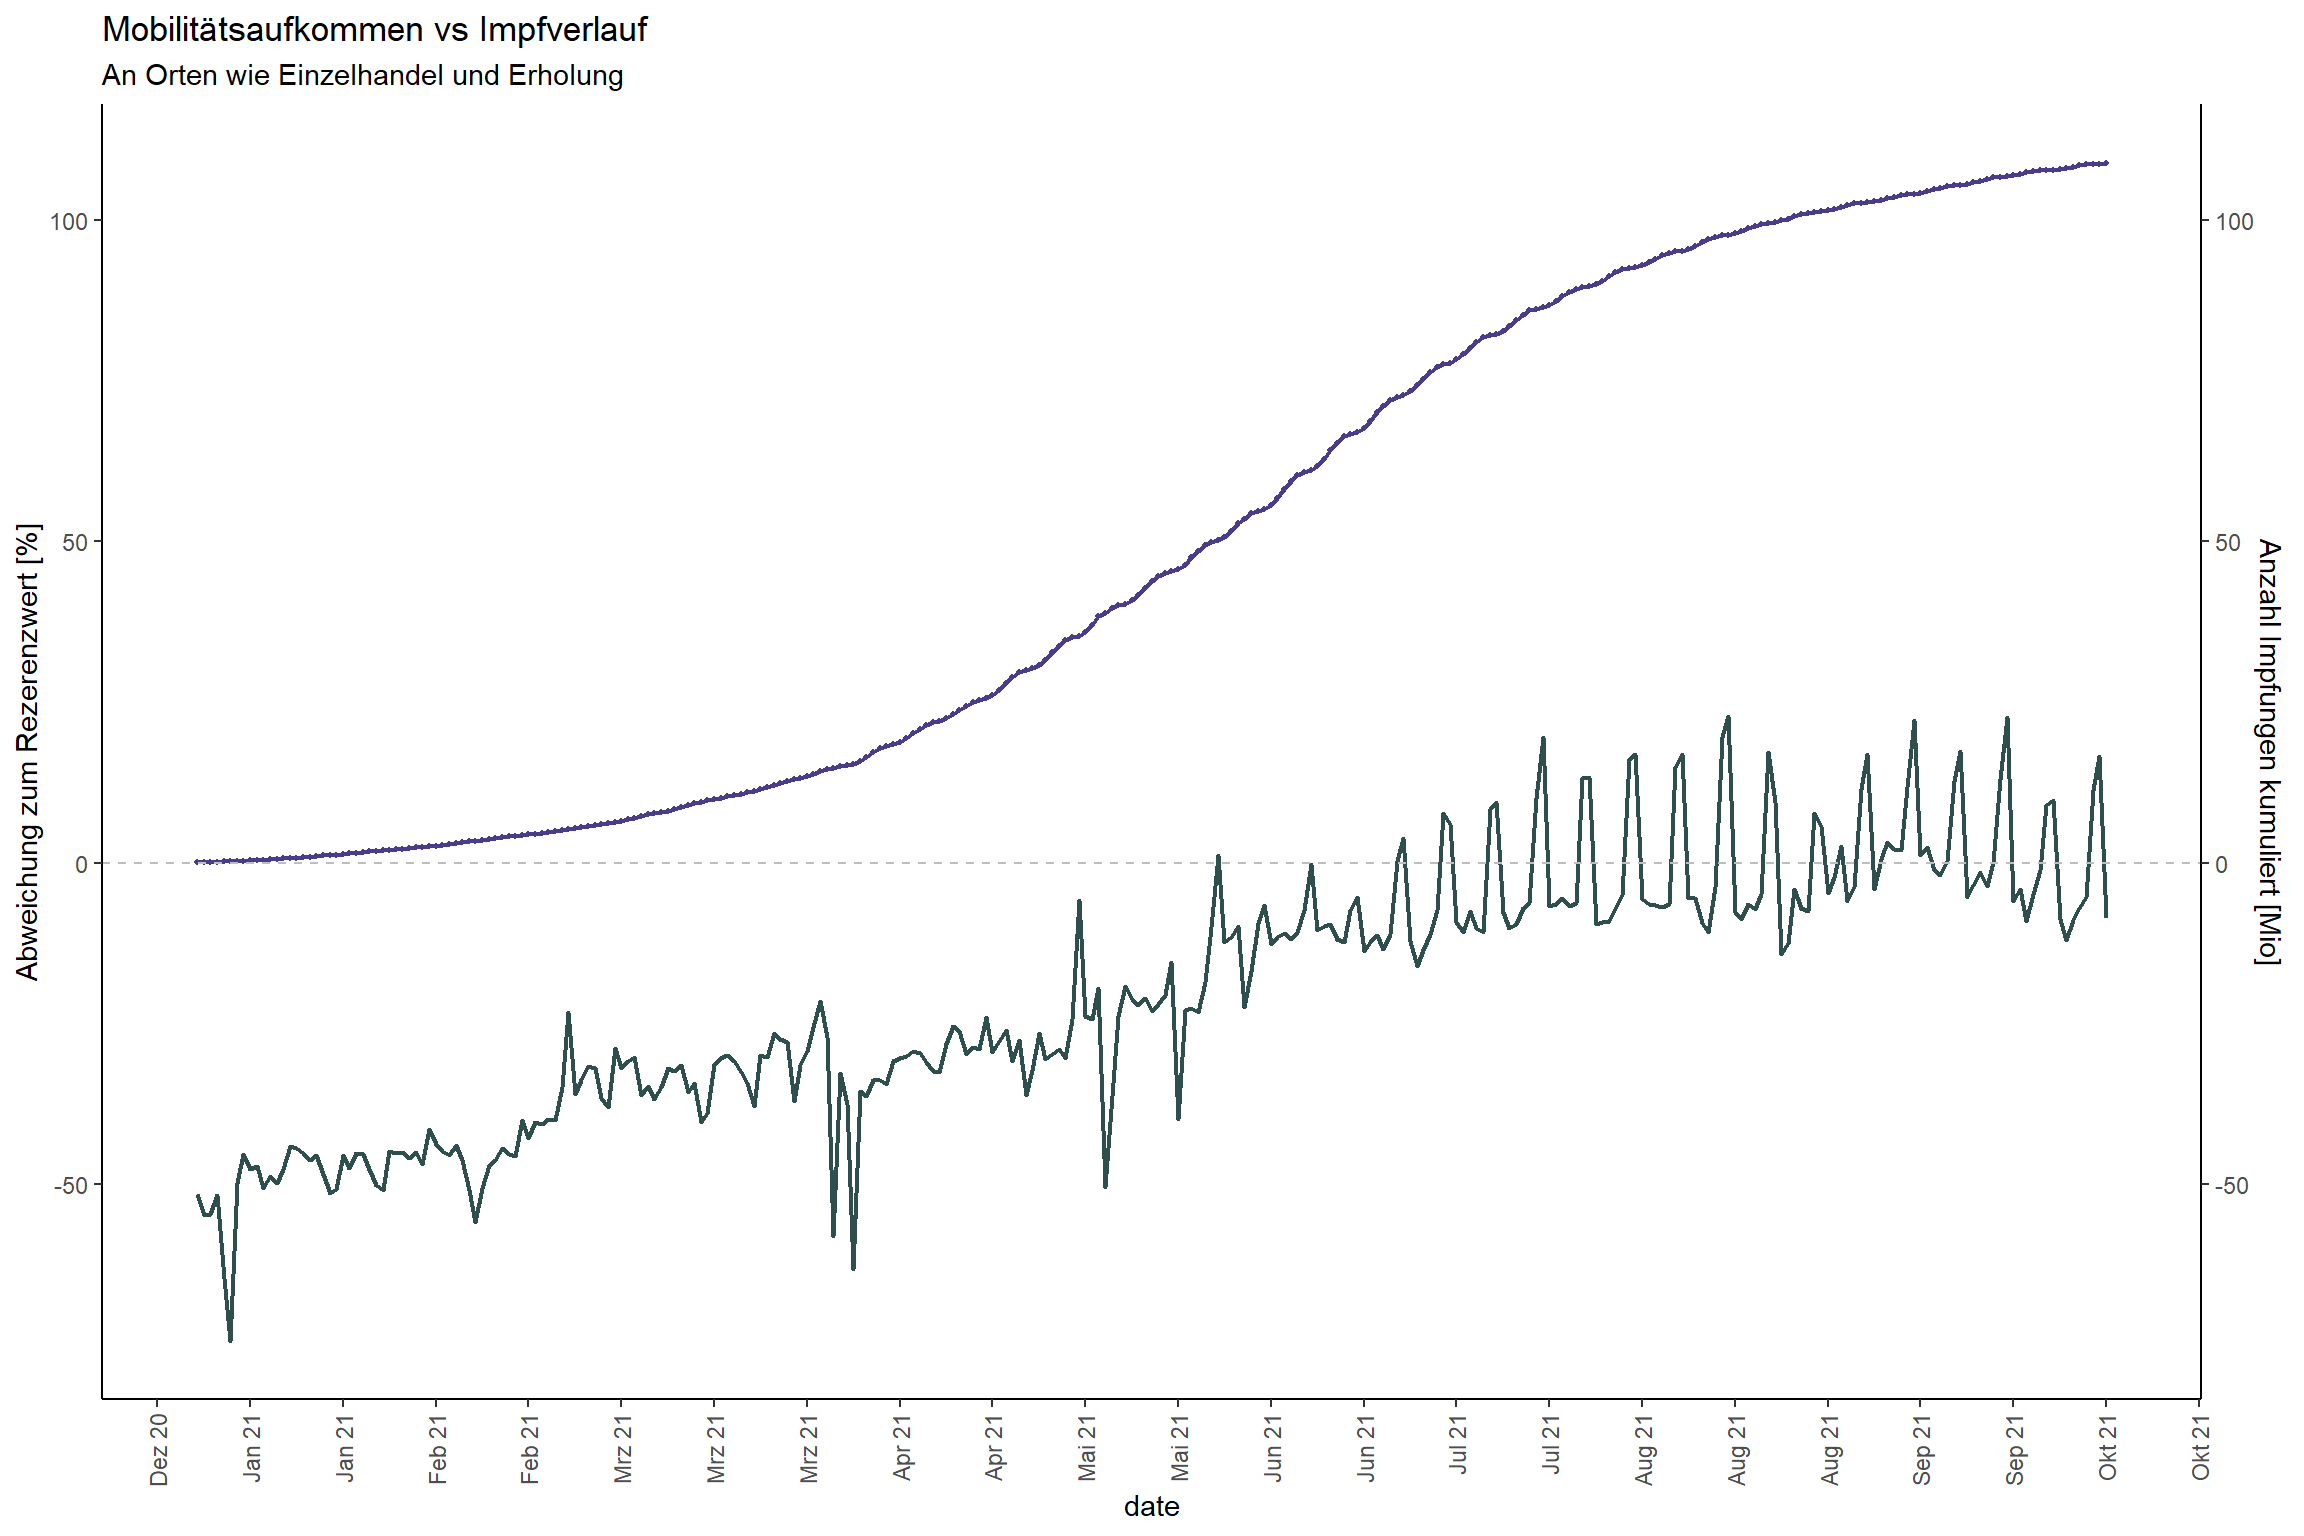 Mobilitätsaufkommen vs Impfverlauf
An Orten wie Einzelhandel und Erholung
Abweichung zum Rezerenzwert [%]
100
50
0
-50
100
50
0
-50
Anzahl Impfungen kumuliert [Mio]
Dez 20
Jan 21
Jan 21
Feb 21
Feb 21
Mrz 21
Mrz 21
Mrz 21
Apr 21
Apr 21
Mai 21
Mai 21
Jun 21
Jun 21
Jul 21
Jul 21
Aug 21
Aug 21
Aug 21
Sep 21
Sep 21
Okt 21
Okt 21
date